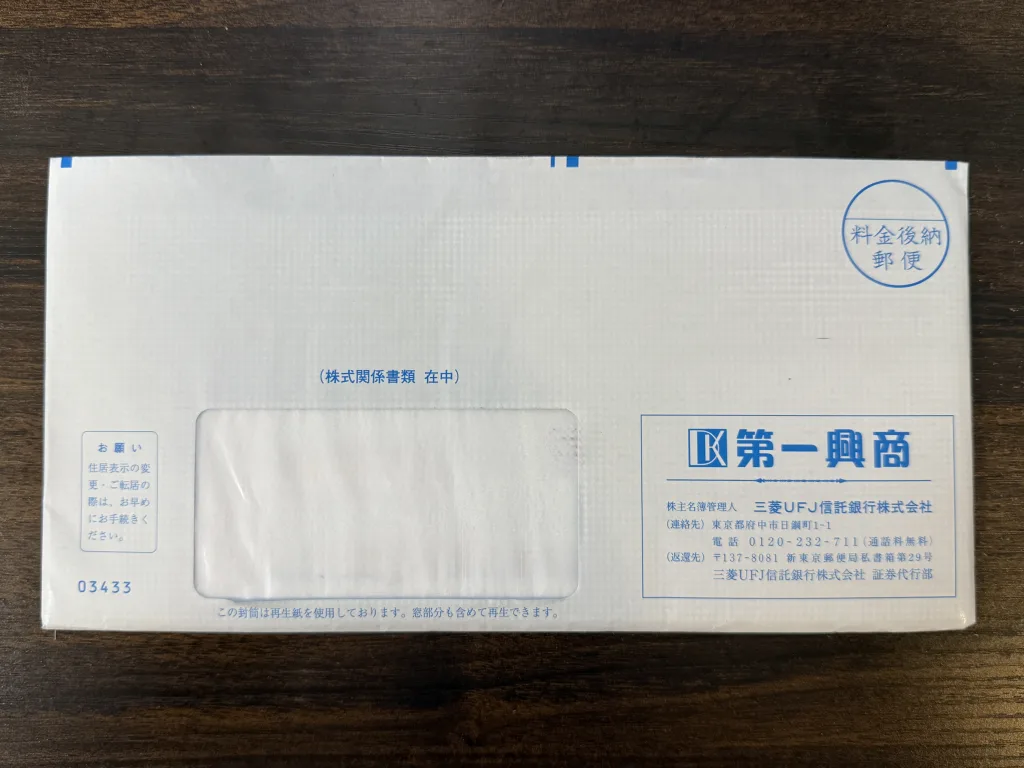 料金後納
郵便
(株式関係書類 在中)
お願い
住居表示の変
更・ご転居の
際は、お早め
にお手続きく
ださい。
03433
この封筒は再生紙を使用しております。窓部分も含めて再生できます。
DK 第一興商
株主名簿管理人 三菱UFJ信託銀行株式会社
(連絡先) 東京都府中市日鋼町1-1
電話 0120-232-711(通話料無料)
(返還先) 〒137-8081 新東京郵便局私書箱第29号
三菱UFJ信託銀行株式会社 証券代行部